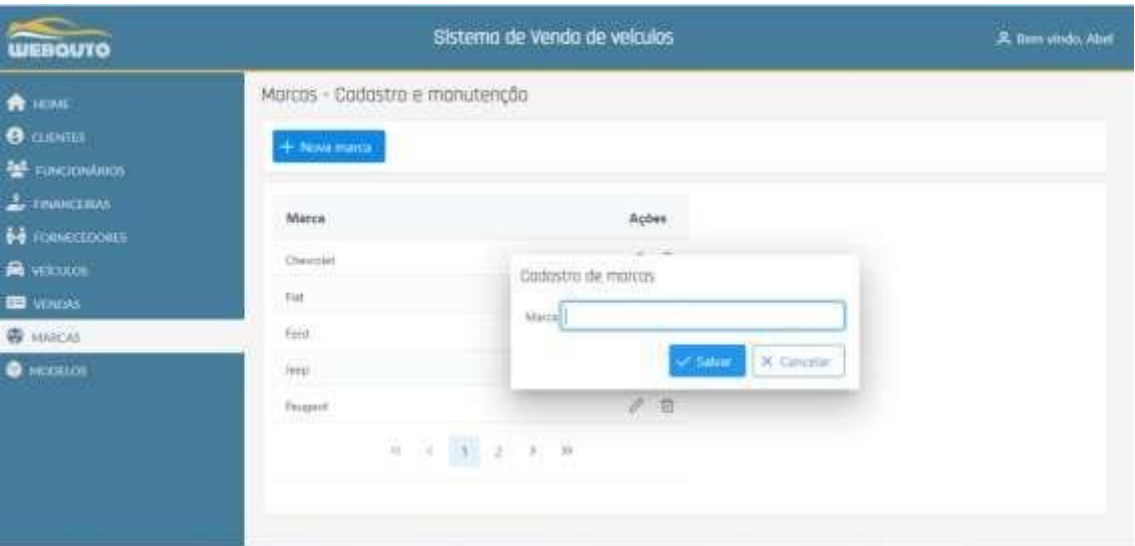 WEBAUTO
Sistema de Venda de veículos
Bem vindo, Abel
HOME
CLIENTES
FUNCIONÁRIOS
FINANCEIRAS
FORNECEDORES
VEÍCULOS
VENDAS
MARCAS
MODELOS
Marcas - Cadastro e manutenção
+ Nova marca
Marca Ações
Chevrolet
Fiat
Ford
Jeep
Peugeot
« < 1 2 > »
Cadastro de marcas
Marca
Salvar
Cancelar